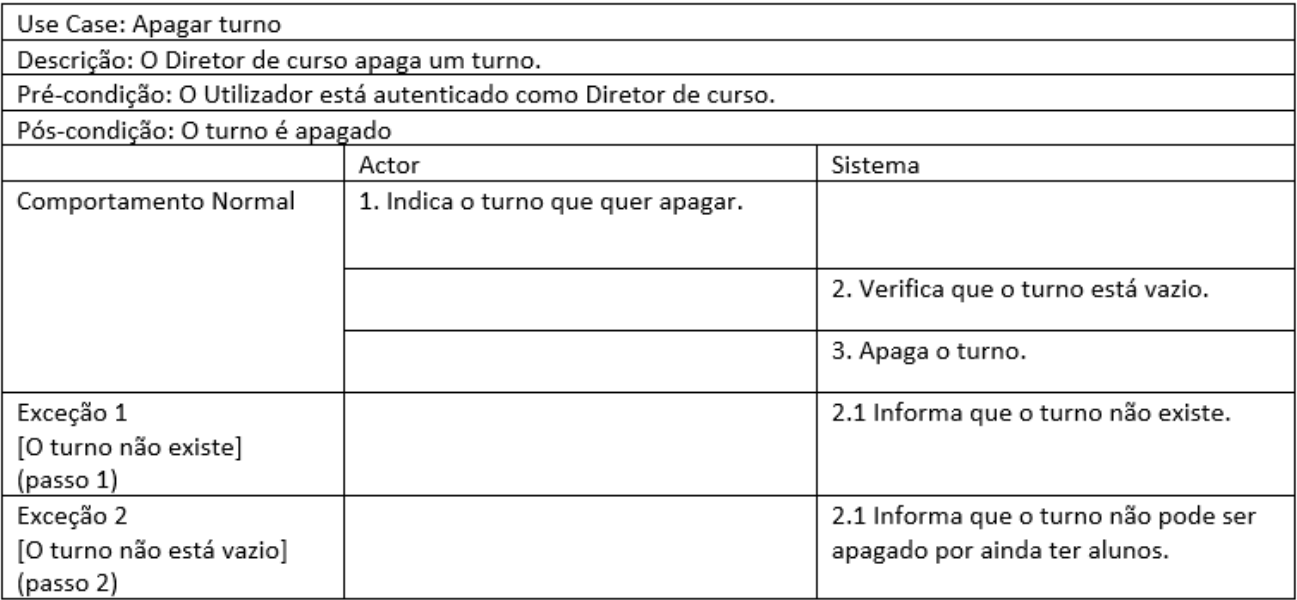 Use Case: Apagar turno
Descrição: O Diretor de curso apaga um turno.
Pré-condição: O Utilizador está autenticado como Diretor de curso.
Pós-condição: O turno é apagado
Actor
Sistema
Comportamento Normal
1. Indica o turno que quer apagar.
2. Verifica que o turno está vazio.
3. Apaga o turno.
Exceção 1
[O turno não existe]
(passo 1)
2.1 Informa que o turno não existe.
Exceção 2
[O turno não está vazio]
(passo 2)
2.1 Informa que o turno não pode ser
apagado por ainda ter alunos.